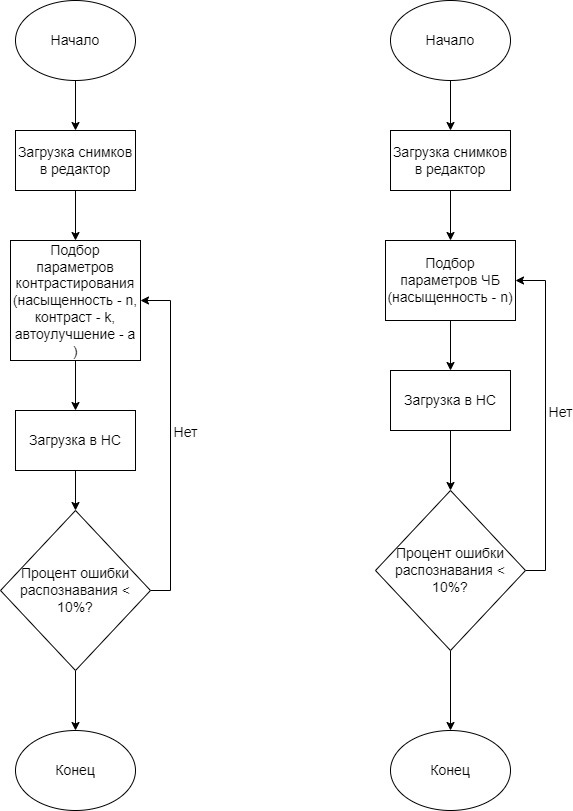 Начало
Загрузка снимков
в редактор
Подбор
параметров
контрастирования
(насыщенность - n,
контраст - k,
автоулучшение - a
)
Загрузка в НС
Нет
Процент ошибки
распознавания <
10%?
Конец
Начало
Загрузка снимков
в редактор
Подбор
параметров ЧБ
(насыщенность - n)
Загрузка в НС
Нет
Процент ошибки
распознавания <
10%?
Конец